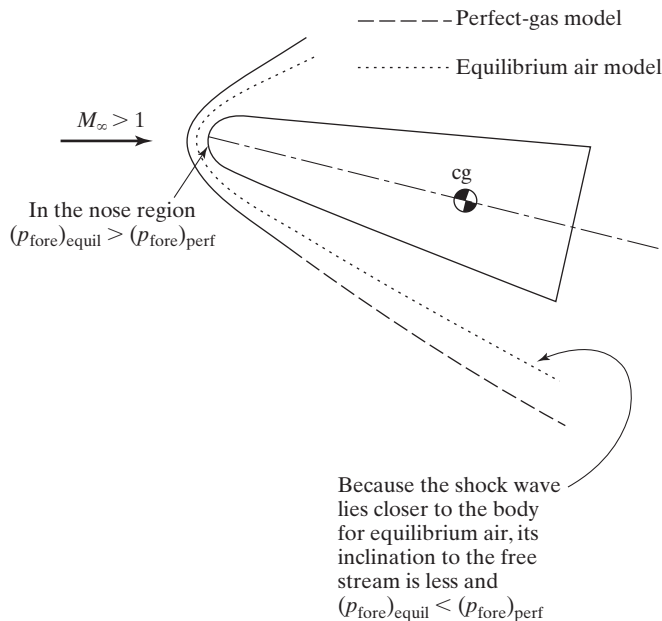 Perfect-gas model
Equilibrium air model
M∞ > 1
cg
In the nose region
(pfore)equil > (pfore)perf
Because the shock wave
lies closer to the body
for equilibrium air, its
inclination to the free
stream is less and
(pfore)equil < (pfore)perf